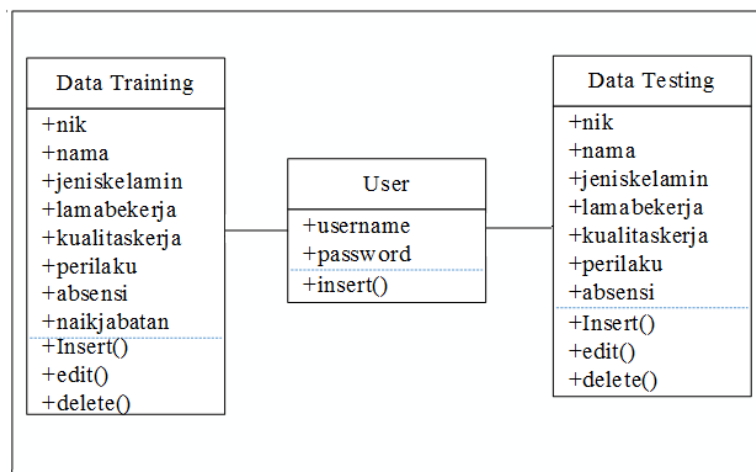 Data Training
+nik
+nama
+jeniskelamin
+lamabekerja
+kualitaskerja
+perilaku
+absensi
+naikjabatan
+Insert()
+edit()
+delete()
User
+username
+password
+insert()
Data Testing
+nik
+nama
+jeniskelamin
+lamabekerja
+kualitaskerja
+perilaku
+absensi
+Insert()
+edit()
+delete()